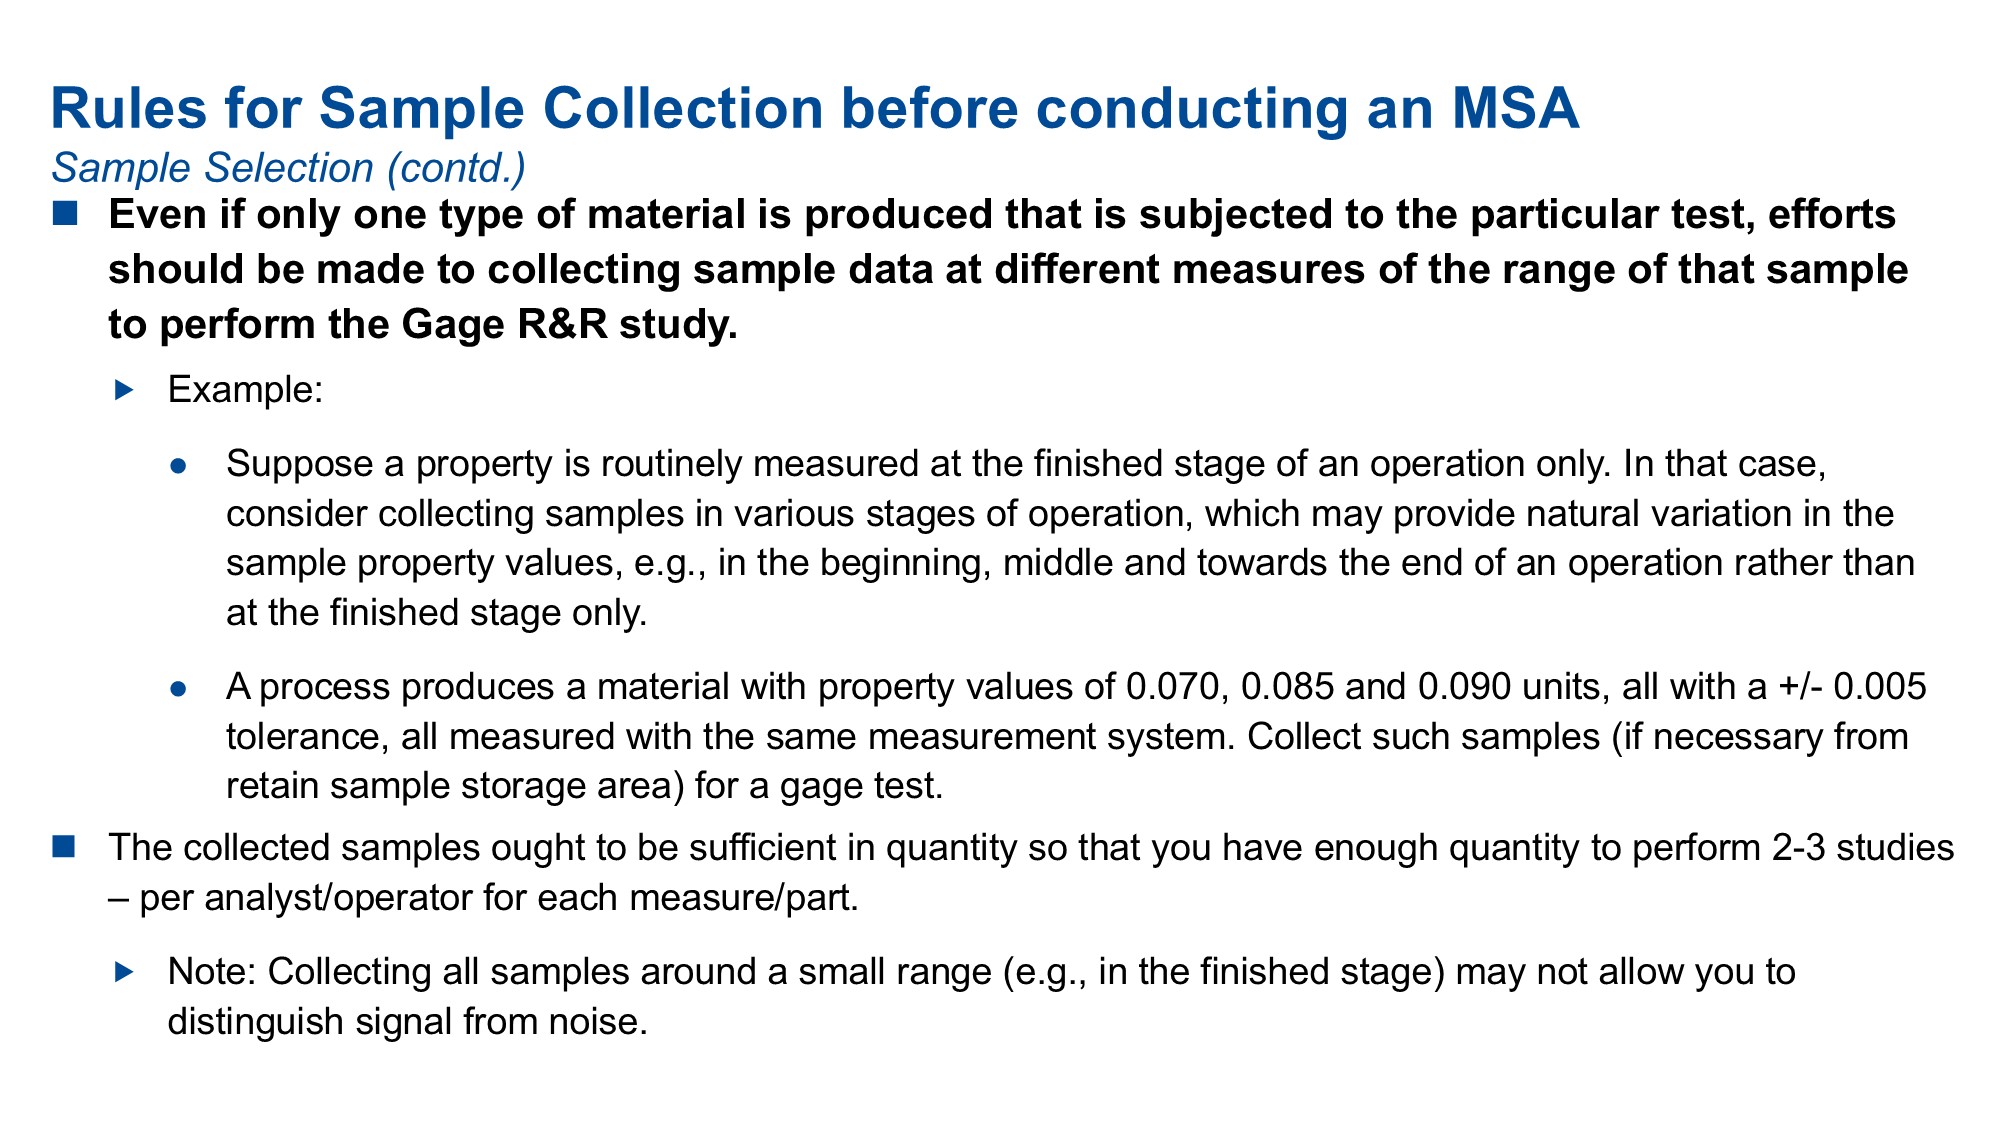 Rules for Sample Collection before conducting an MSA
Sample Selection (contd.)
Even if only one type of material is produced that is subjected to the particular test, efforts
should be made to collecting sample data at different measures of the range of that sample
to perform the Gage R&R study.
Example:
Suppose a property is routinely measured at the finished stage of an operation only. In that case,
consider collecting samples in various stages of operation, which may provide natural variation in the
sample property values, e.g., in the beginning, middle and towards the end of an operation rather than
at the finished stage only.
A process produces a material with property values of 0.070, 0.085 and 0.090 units, all with a +/- 0.005
tolerance, all measured with the same measurement system. Collect such samples (if necessary from
retain sample storage area) for a gage test.
The collected samples ought to be sufficient in quantity so that you have enough quantity to perform 2-3 studies
– per analyst/operator for each measure/part.
Note: Collecting all samples around a small range (e.g., in the finished stage) may not allow you to
distinguish signal from noise.